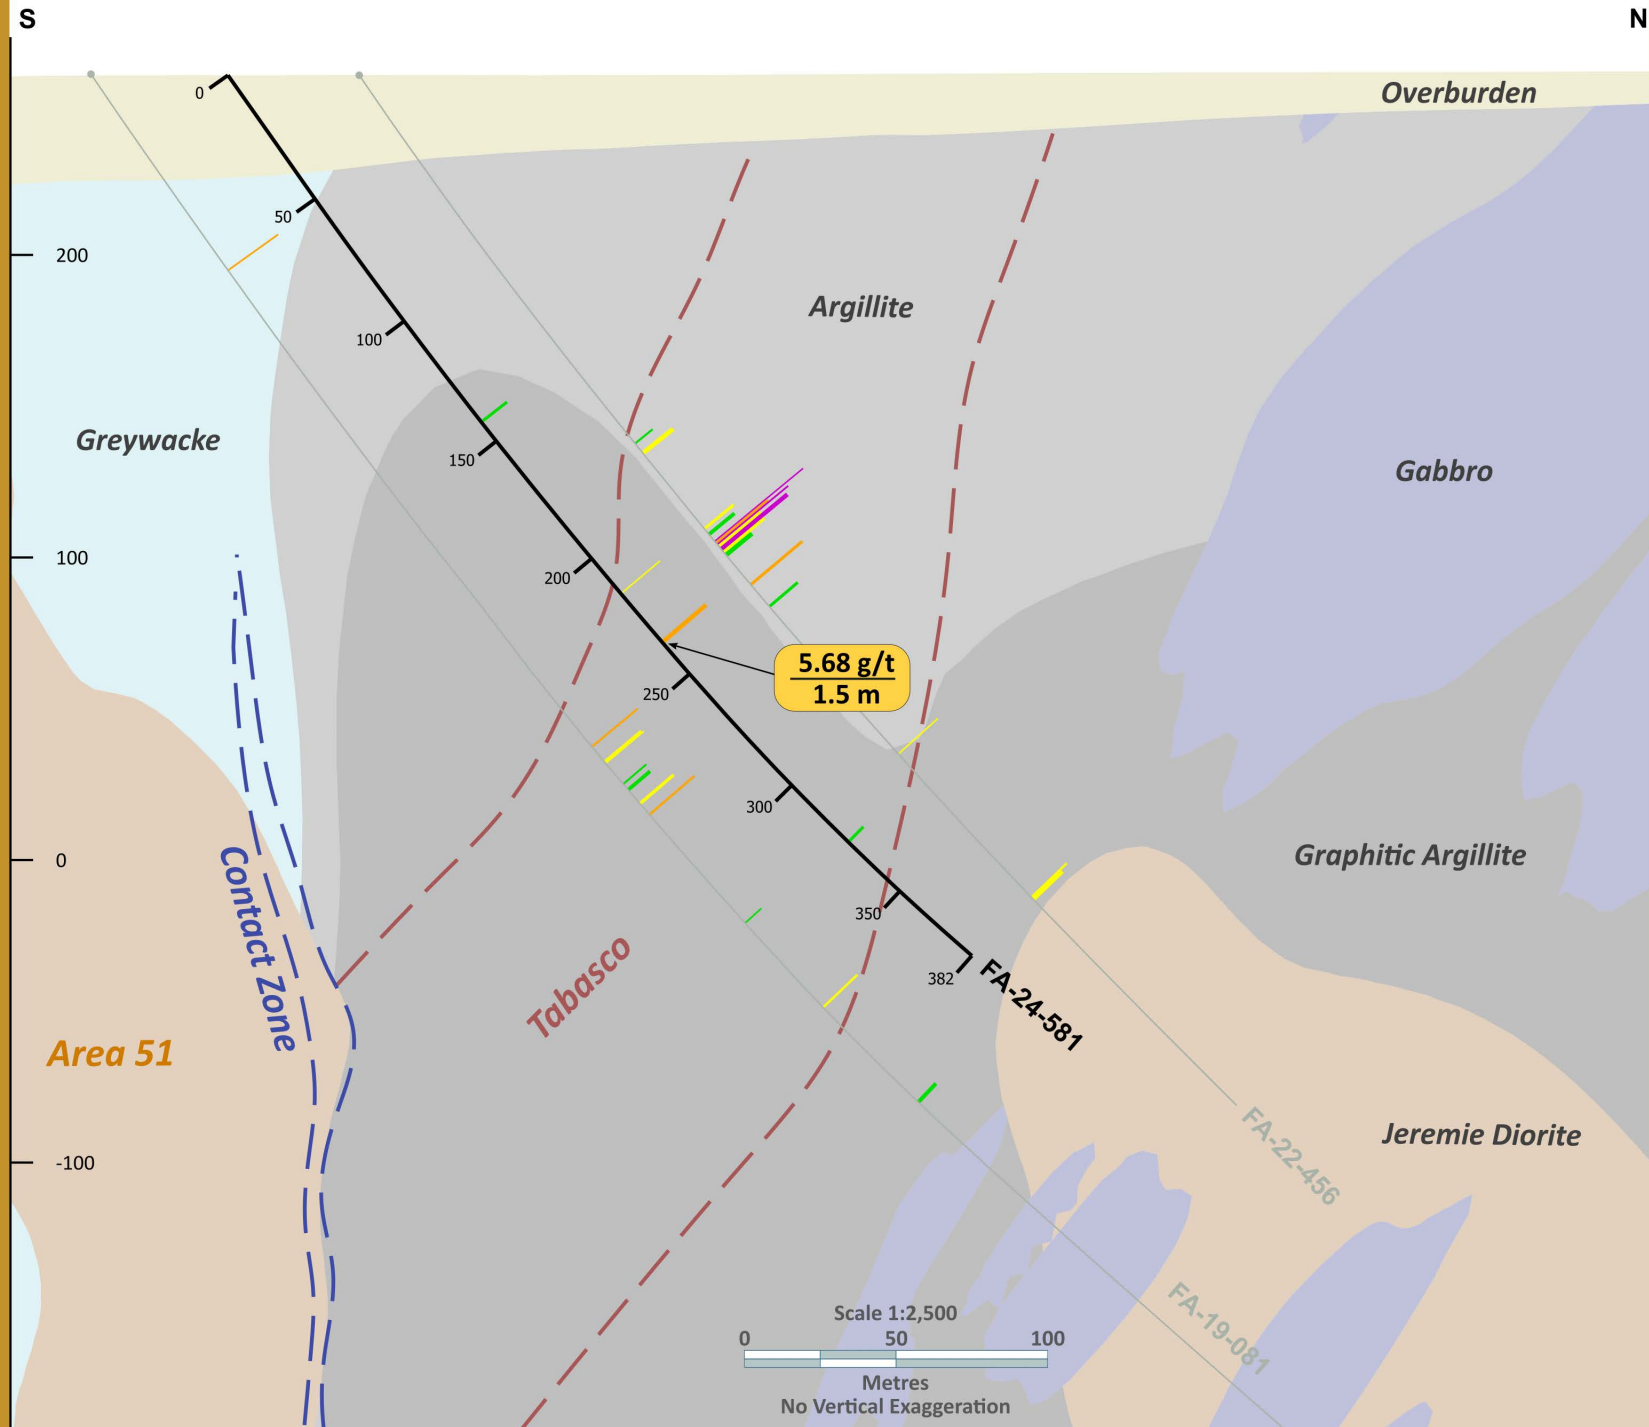 S
N
Overburden
0
50
200
Argillite
100
Greywacke
150
Gabbro
100
200
5.68 g/t
1.5 m
250
300
Graphitic Argillite
0
Contact Zone
350
382
FA-24-581
Tabasco
Area 51
Jeremie Diorite
-100
FA-22-456
FA-19-081
Scale 1:2,500
0 50 100
Metres
No Vertical Exaggeration